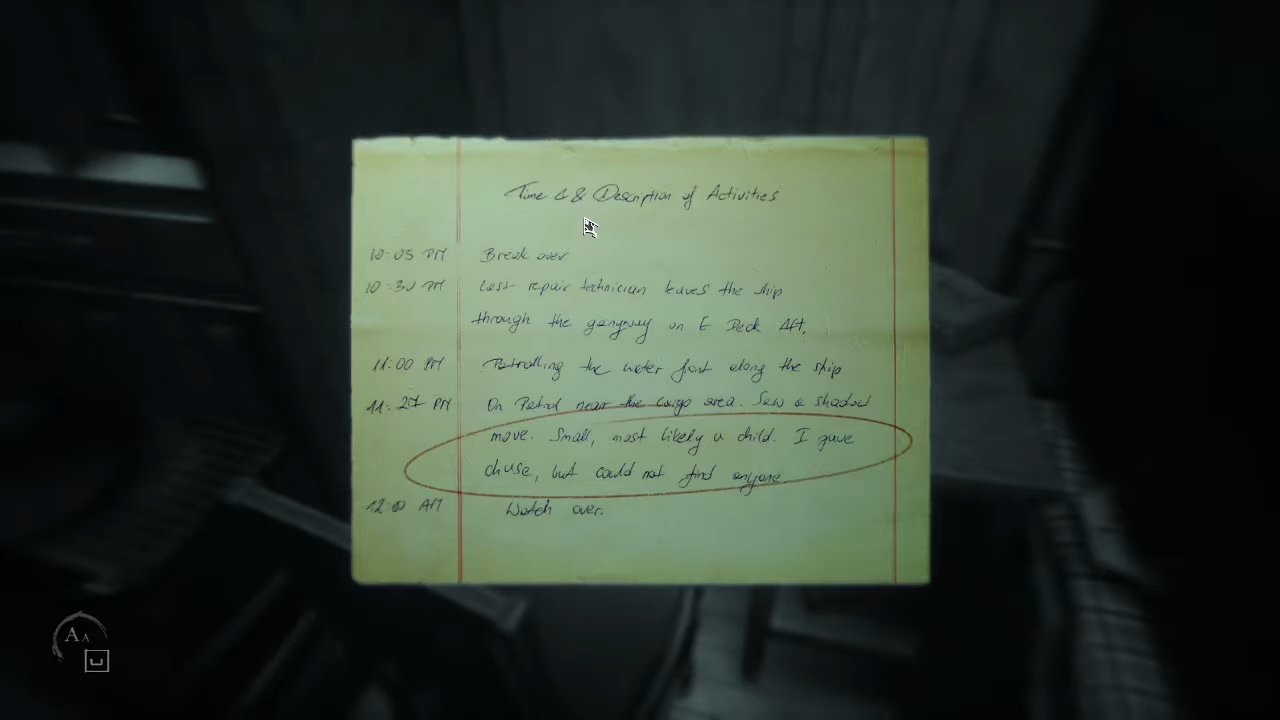 Time & Description of Activities
10:05 PM Break over
10:30 PM Last repair technician leaves the ship
through the gangway on E Deck Aft.
11:00 PM Patrolling the water font along the ship
11:27 PM On Patrol near the cargo area. Saw a shadow
move. Small, most likely a child. I gave
chase, but could not find anyone.
12:00 AM Watch over.
AA